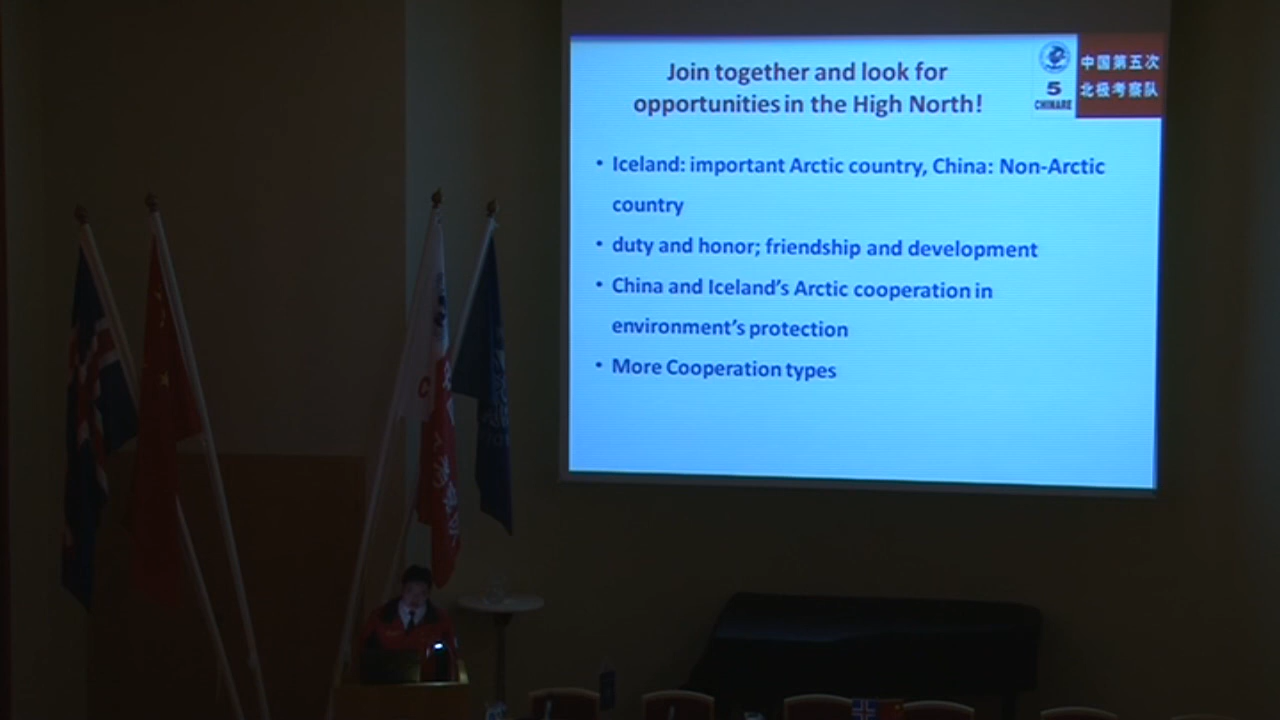 Join together and look for
opportunities in the High North!
5
CHINARE
中国第五次
北极考察队
• Iceland: important Arctic country, China: Non-Arctic
country
• duty and honor; friendship and development
• China and Iceland's Arctic cooperation in
environment's protection
• More Cooperation types